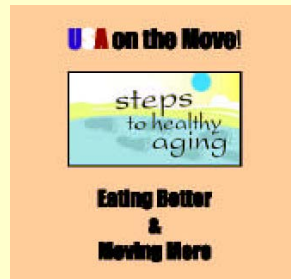 USA on the Move!
steps
to healthy
aging
Eating Better
&
Moving More